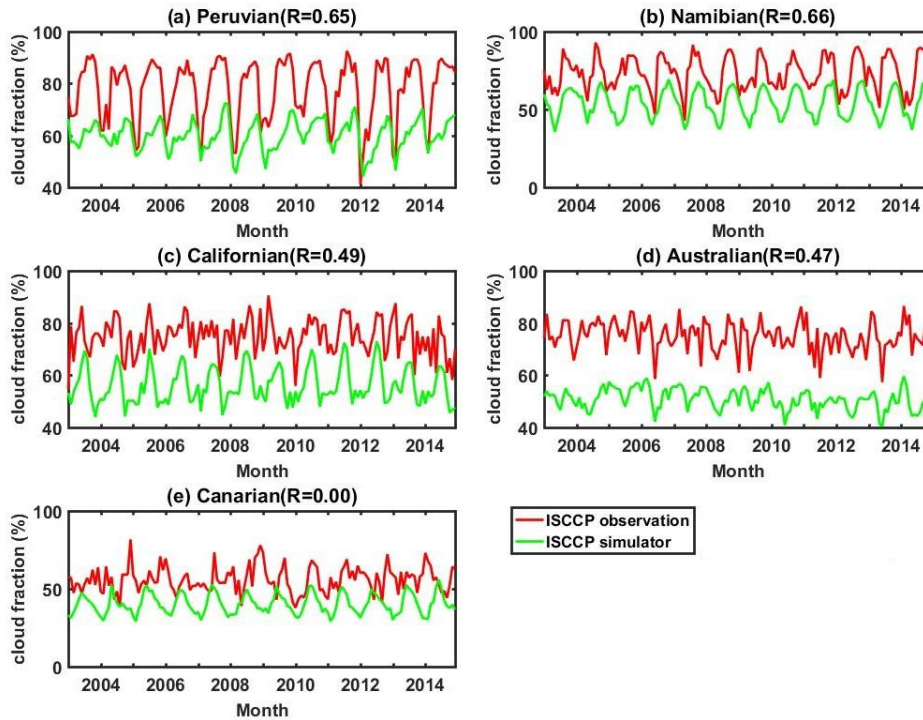 (a) Peruvian(R=0.65)
cloud fraction (%)
100
80
60
40
2004 2006 2008 2010 2012 2014
Month
(b) Namibian(R=0.66)
cloud fraction (%)
100
50
0
2004 2006 2008 2010 2012 2014
Month
(c) Californian(R=0.49)
cloud fraction (%)
100
80
60
40
2004 2006 2008 2010 2012 2014
Month
(d) Australian(R=0.47)
cloud fraction (%)
100
80
60
40
2004 2006 2008 2010 2012 2014
Month
(e) Canarian(R=0.00)
cloud fraction (%)
100
50
0
2004 2006 2008 2010 2012 2014
Month
ISCCP observation
ISCCP simulator